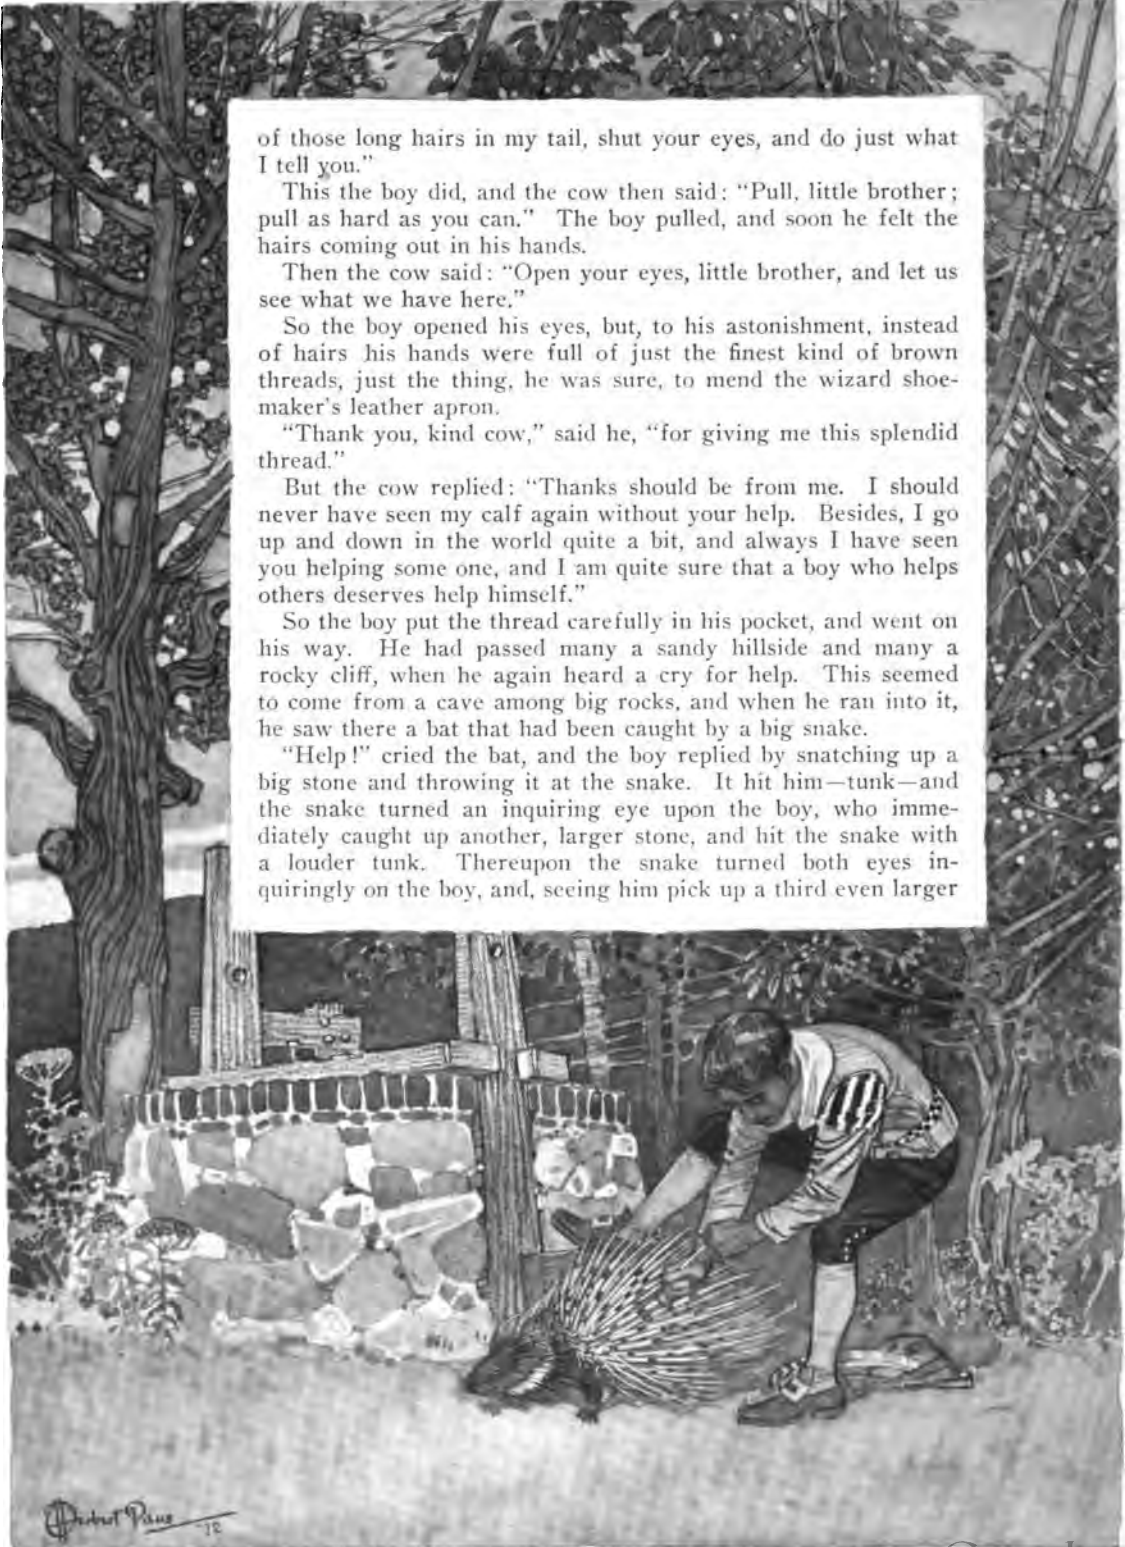 of those long hairs in my tail, shut your eyes, and do just what
I tell you.”
This the boy did, and the cow then said: “Pull, little brother;
pull as hard as you can.” The boy pulled, and soon he felt the
hairs coming out in his hands.
Then the cow said: “Open your eyes, little brother, and let us
see what we have here.”
So the boy opened his eyes, but, to his astonishment, instead
of hairs his hands were full of just the finest kind of brown
threads, just the thing, he was sure, to mend the wizard shoe-
maker’s leather apron.
“Thank you, kind cow,” said he, “for giving me this splendid
thread.”
But the cow replied: “Thanks should be from me. I should
never have seen my calf again without your help. Besides, I go
up and down in the world quite a bit, and always I have seen
you helping some one, and I am quite sure that a boy who helps
others deserves help himself.”
So the boy put the thread carefully in his pocket, and went on
his way. He had passed many a sandy hillside and many a
rocky cliff, when he again heard a cry for help. This seemed
to come from a cave among big rocks, and when he ran into it,
he saw there a bat that had been caught by a big snake.
“Help!” cried the bat, and the boy replied by snatching up a
big stone and throwing it at the snake. It hit him—tunk—and
the snake turned an inquiring eye upon the boy, who imme-
diately caught up another, larger stone, and hit the snake with
a louder tunk. Thereupon the snake turned both eyes in-
quiringly on the boy, and, seeing him pick up a third even larger